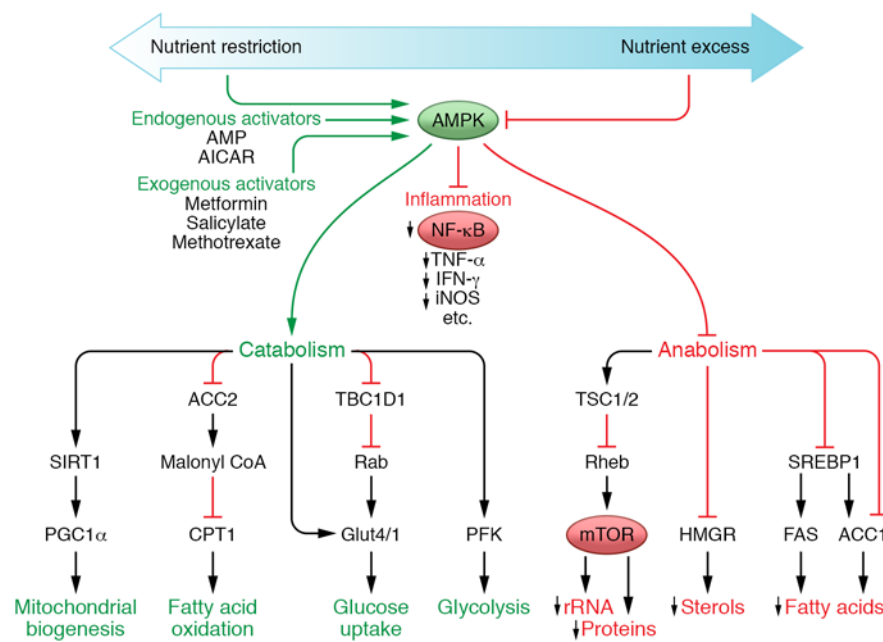 Nutrient restriction
Nutrient excess
Endogenous activators
AMP
AICAR
AMPK
Exogenous activators
Metformin
Salicylate
Methotrexate
Inflammation
NF-κB
TNF-α
IFN-γ
iNOS
etc.
Catabolism
Anabolism
ACC2
TBC1D1
TSC1/2
SIRT1
Malonyl CoA
Rab
Rheb
SREBP1
PGC1α
CPT1
Glut4/1
PFK
mTOR
HMGR
FAS
ACC1
Mitochondrial
biogenesis
Fatty acid
oxidation
Glucose
uptake
Glycolysis
rRNA
Proteins
Sterols
Fatty acids